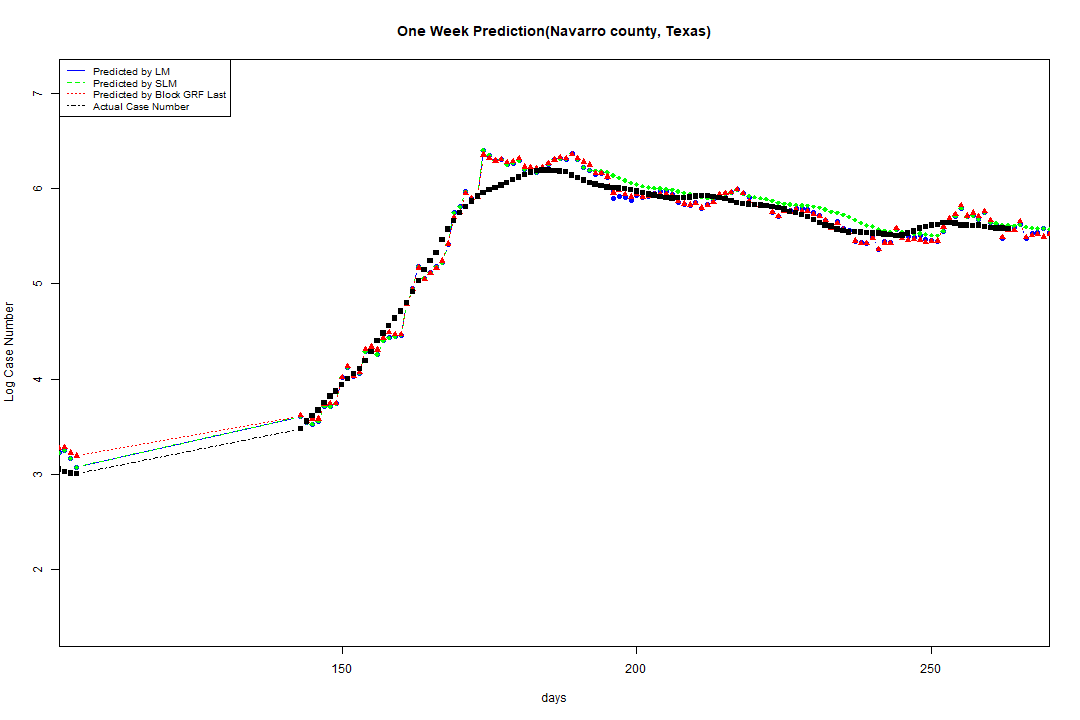 One Week Prediction(Navarro county, Texas)
Predicted by LM
Predicted by SLM
Predicted by Block GRF Last
Actual Case Number
7
6
5
4
3
2
Log Case Number
150
200
250
days